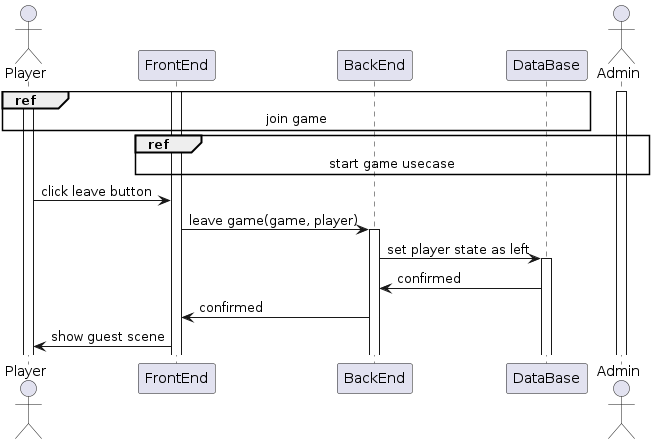 Player
FrontEnd
BackEnd
DataBase
Admin
ref
join game
ref
start game usecase
click leave button
leave game(game, player)
set player state as left
confirmed
confirmed
show guest scene
Player
FrontEnd
BackEnd
DataBase
Admin